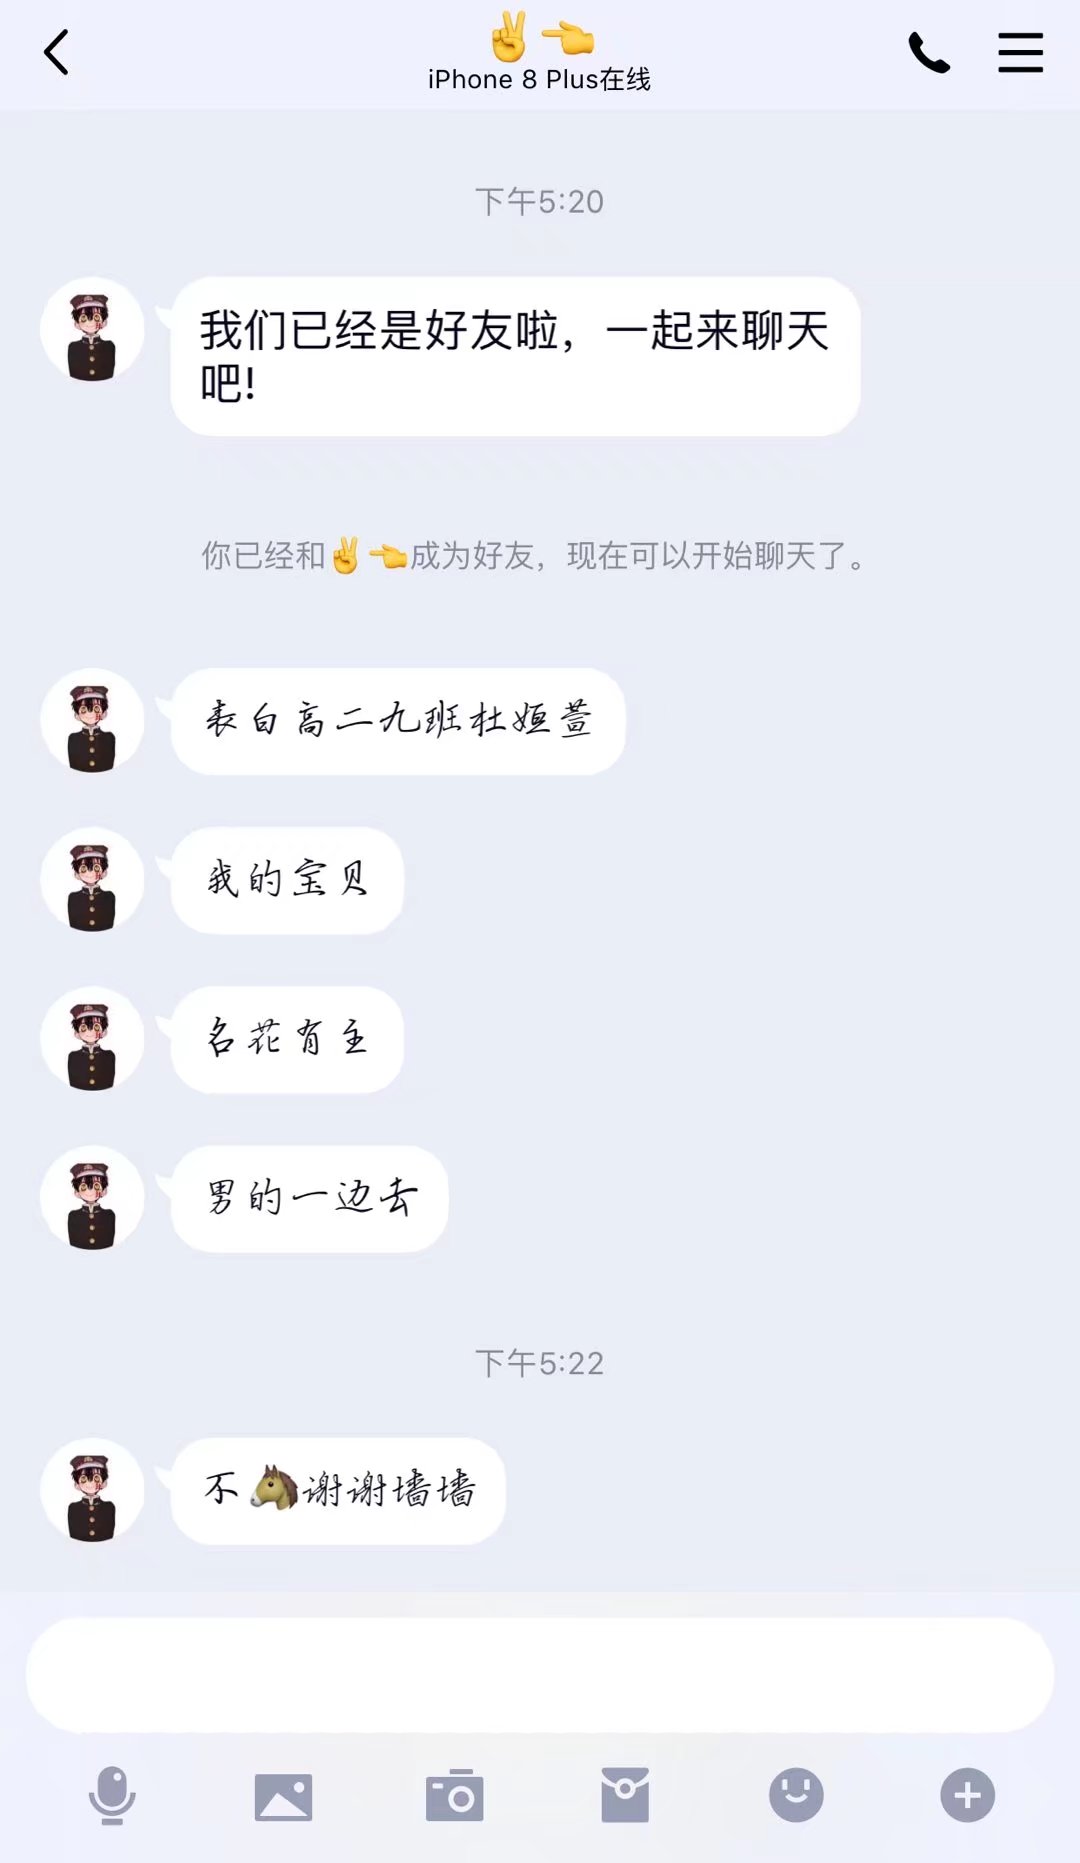 ✌️👈
iPhone 8 Plus在线
下午5:20
我们已经是好友啦，一起来聊天
吧!
你已经和✌️👈成为好友，现在可以开始聊天了。
表白高二九班杜姮萱
我的宝贝
名花有主
男的一边去
下午5:22
不🐴谢谢墙墙